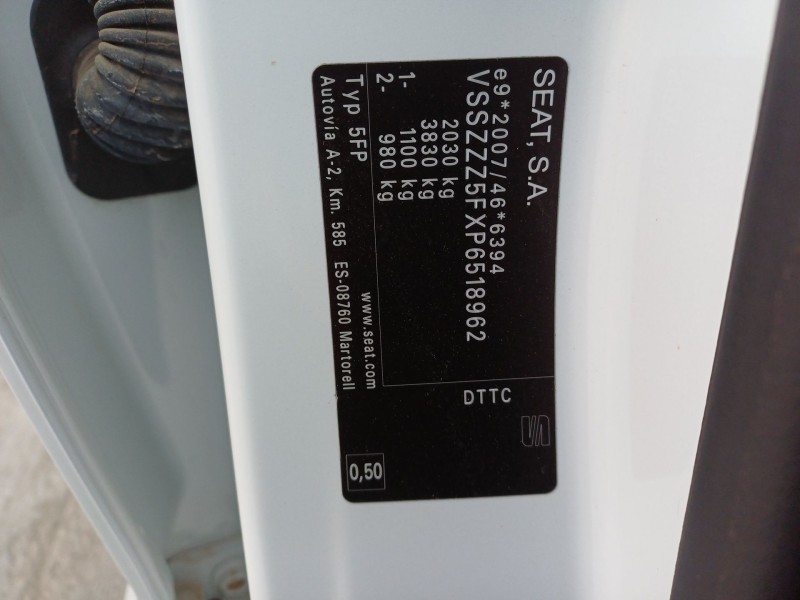 SEAT, S.A.
e9*2007/46*6394
VSSZZZ5FXP6518962
2030 kg
3830 kg
1- 1100 kg
2- 980 kg
Typ 5FP
www.seat.com
Autovía A-2, Km. 585 ES-08760 Martorell
DTTC
0,50